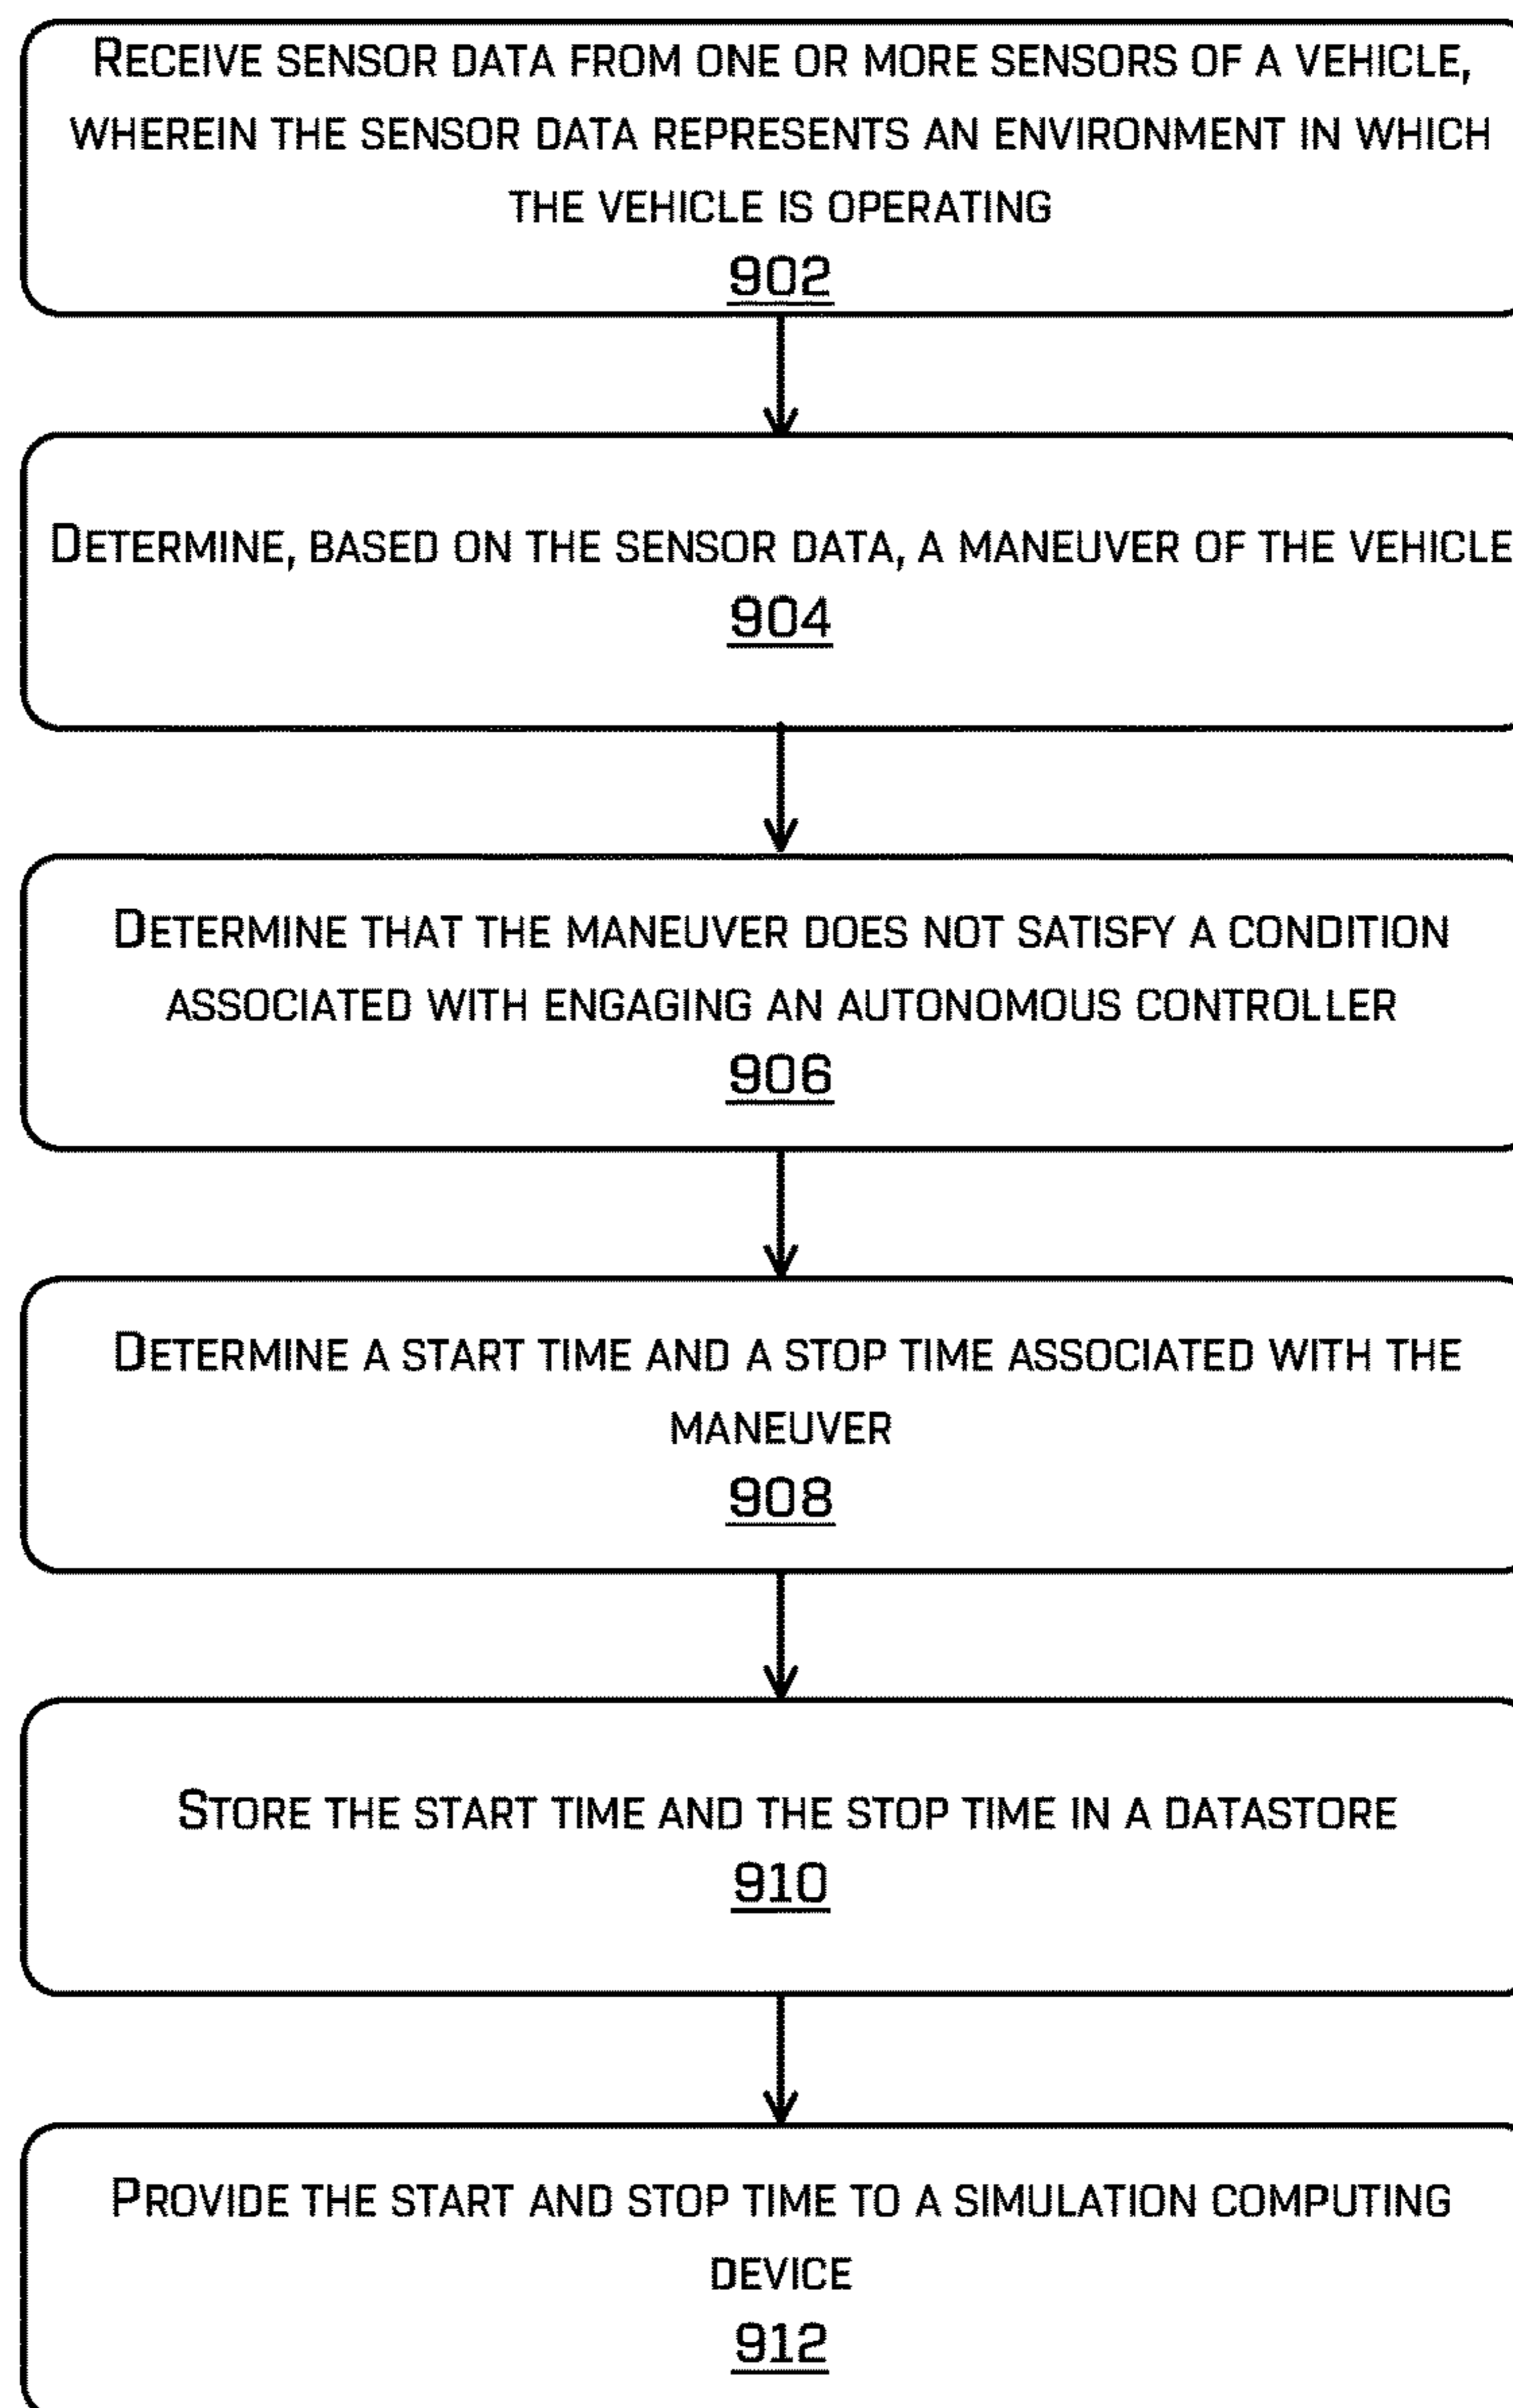 Receive sensor data from one or more sensors of a vehicle,
wherein the sensor data represents an environment in which
the vehicle is operating
902
Determine, based on the sensor data, a maneuver of the vehicle
904
Determine that the maneuver does not satisfy a condition
associated with engaging an autonomous controller
906
Determine a start time and a stop time associated with the
maneuver
908
Store the start time and the stop time in a datastore
910
Provide the start and stop time to a simulation computing
device
912